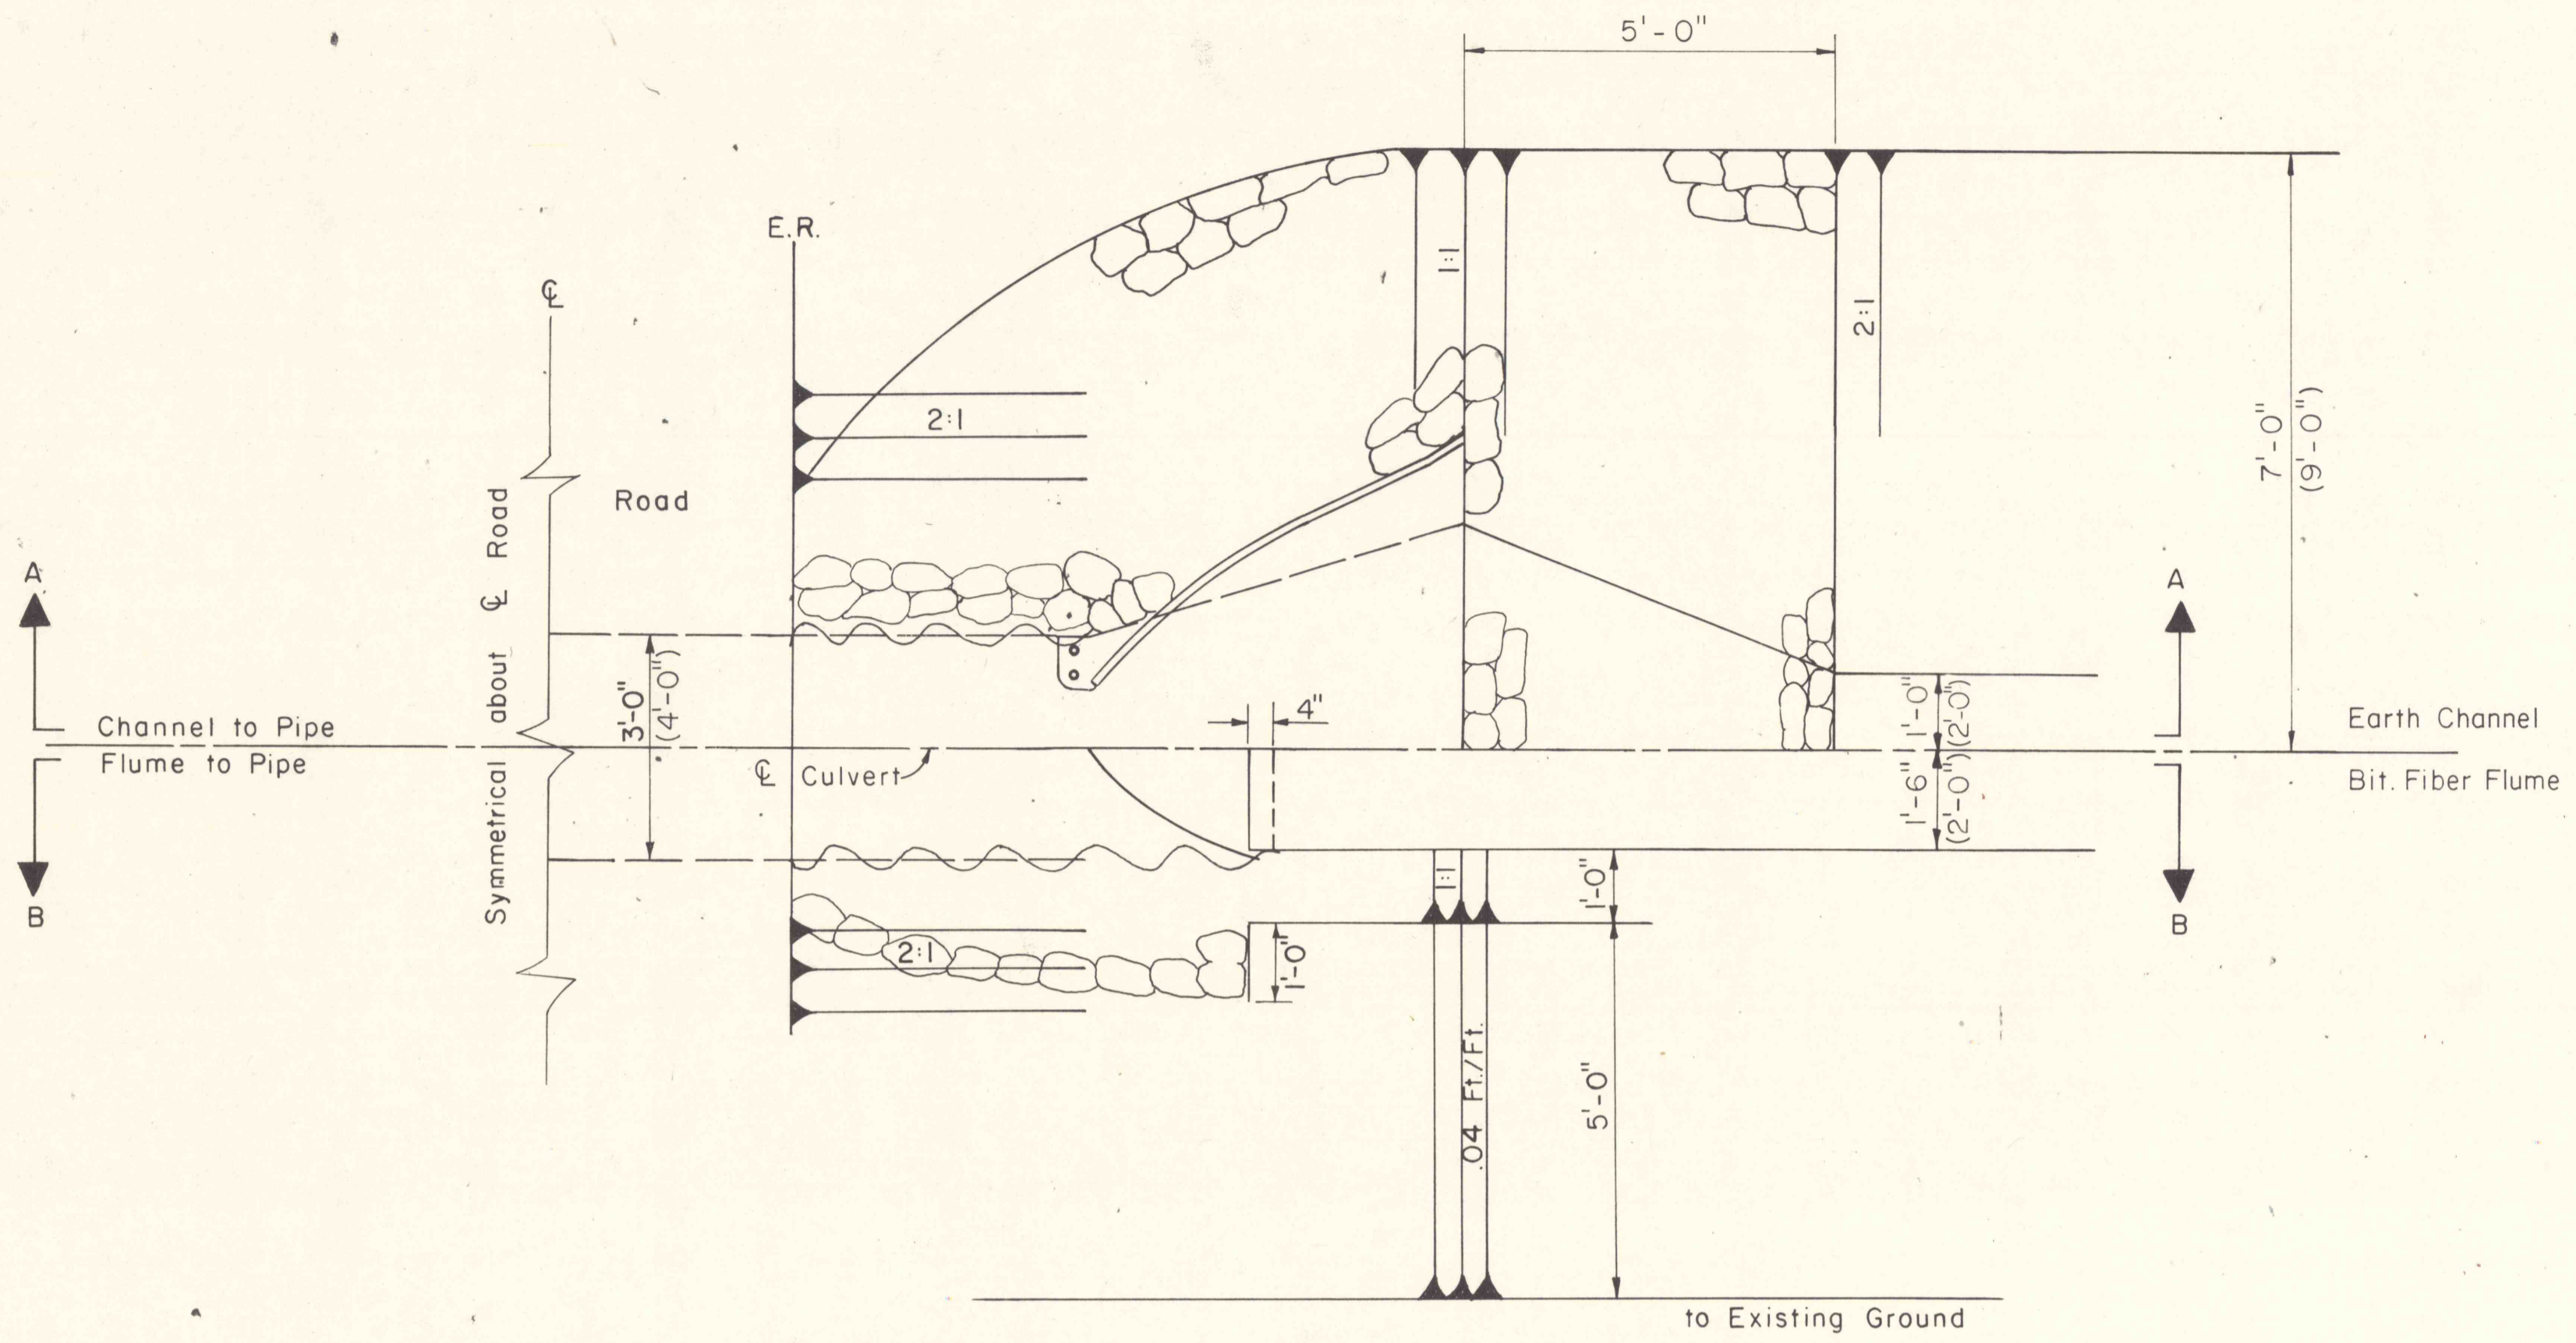 5'-0"
E.R.
℄
1:1
2:1
2:1
Road
Symmetrical about ℄ Road
7'-0"
(9'-0")
A
A
3'-0"
(4'-0")
4"
1'-0"
(2'-0")
Channel to Pipe
Earth Channel
Flume to Pipe
℄ Culvert
1'-6"
(2'-0")
Bit. Fiber Flume
1:1
1'-0"
B
B
2:1
1'-0"
.04 Ft./Ft.
5'-0"
to Existing Ground